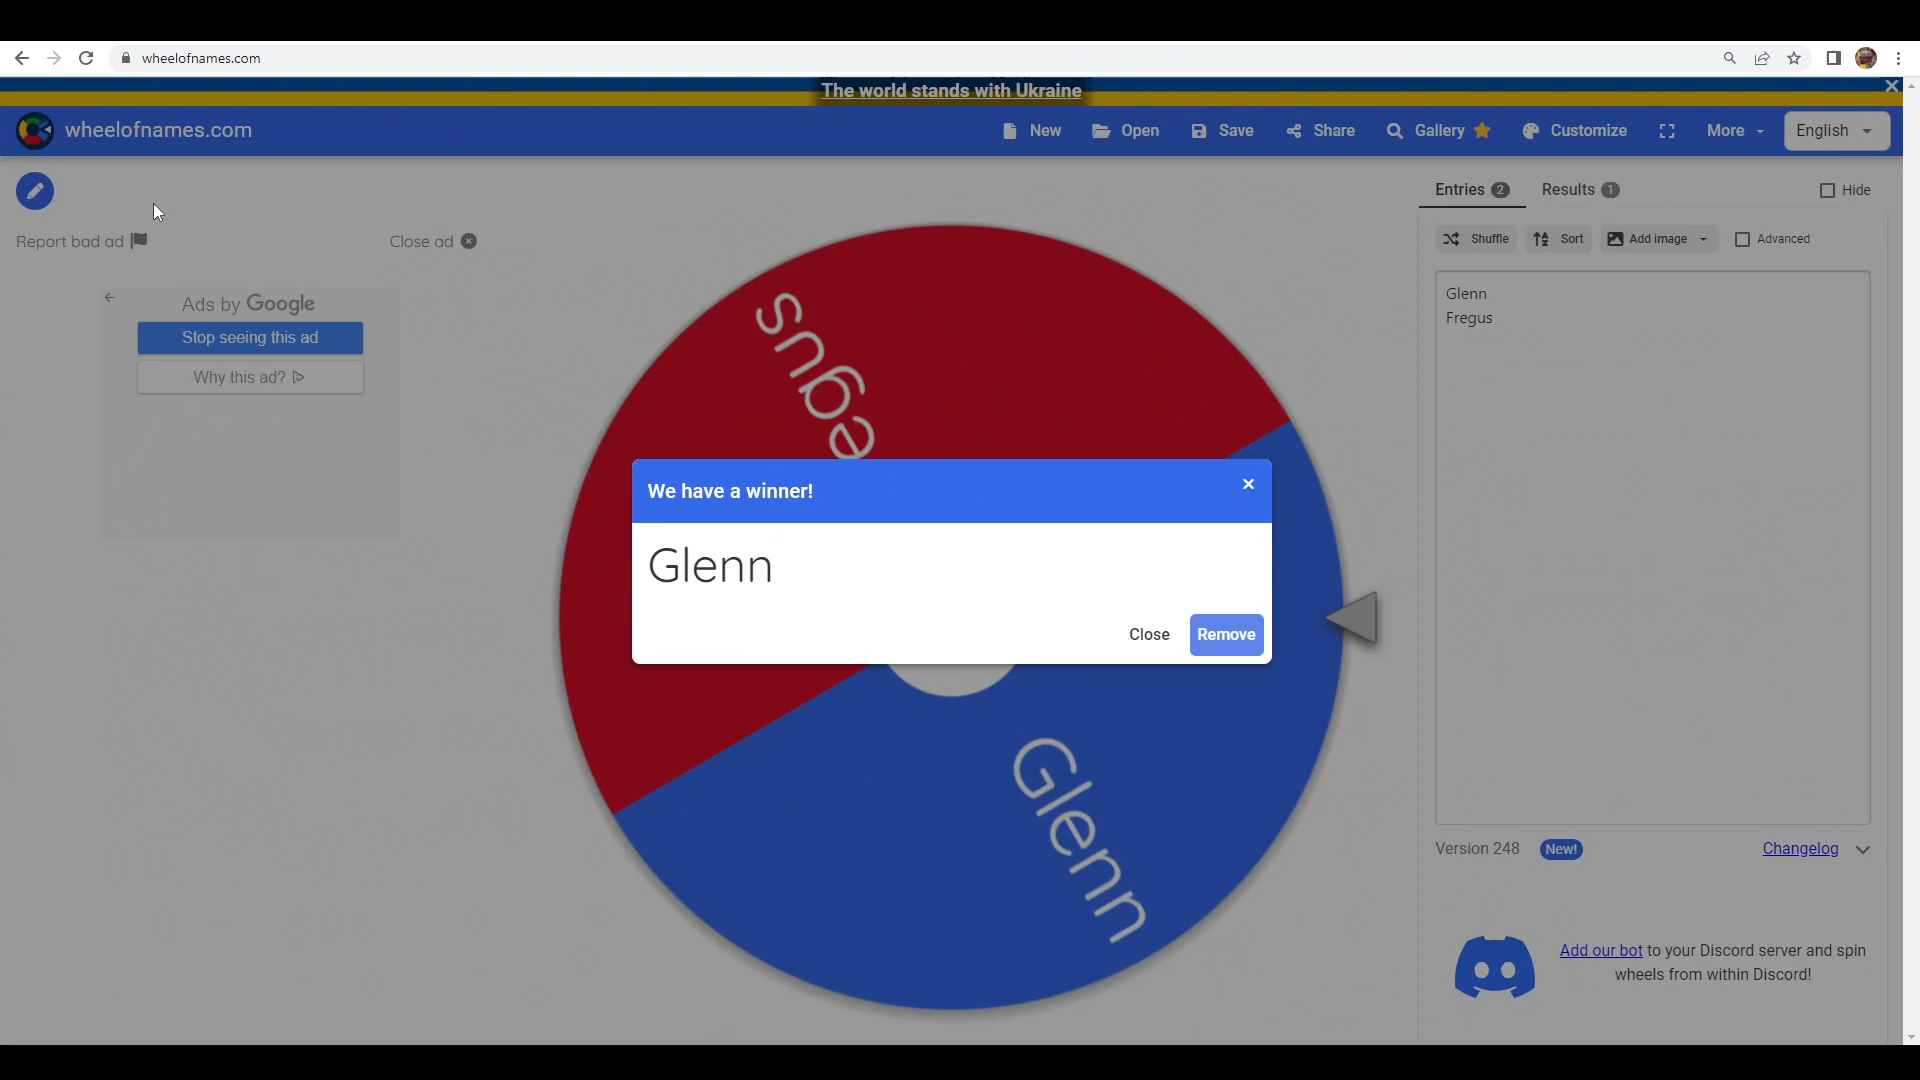 wheelofnames.com
The world stands with Ukraine
wheelofnames.com
New
Open
Save
Share
Gallery
Customize
More
English
Report bad ad
Close ad
Entries 2
Results 1
Hide
Shuffle
Sort
Add image
Advanced
Ads by Google
Stop seeing this ad
Why this ad?
Glenn
Fregus
egus
We have a winner!
Glenn
Close
Remove
Glenn
Version 248
New!
Changelog
Add our bot to your Discord server and spin
wheels from within Discord!